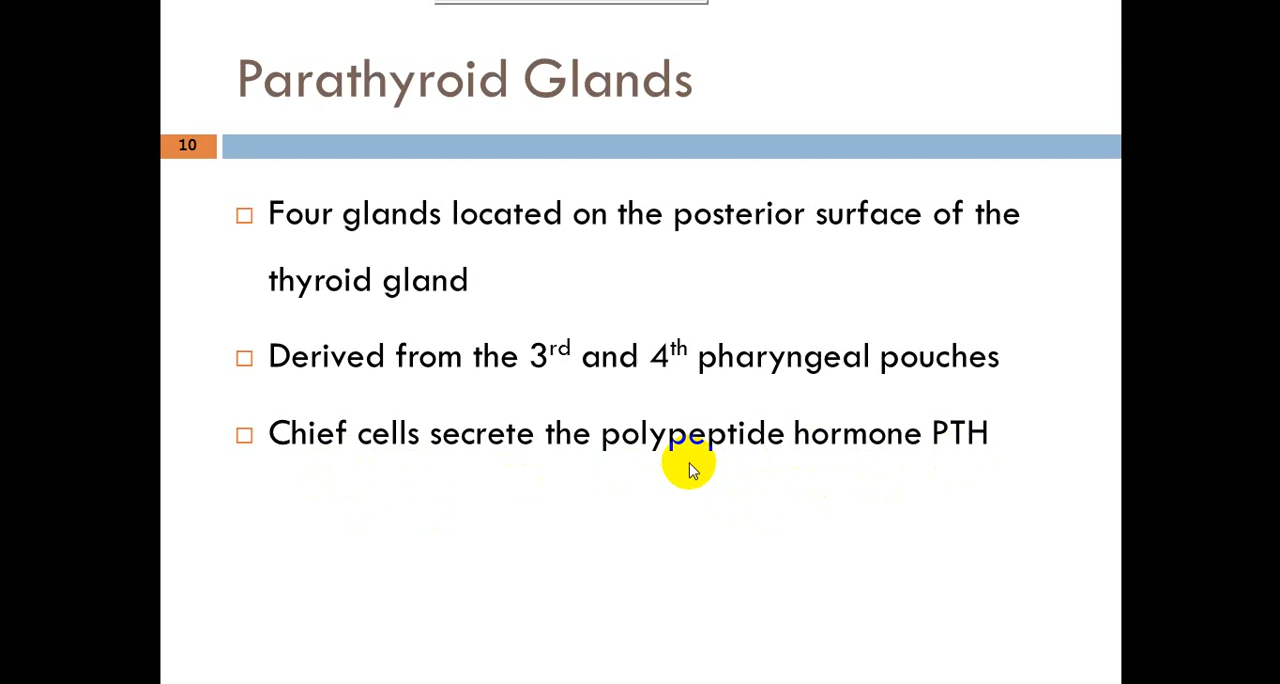 Parathyroid Glands
10
Four glands located on the posterior surface of the
thyroid gland
Derived from the 3rd and 4th pharyngeal pouches
Chief cells secrete the polypeptide hormone PTH